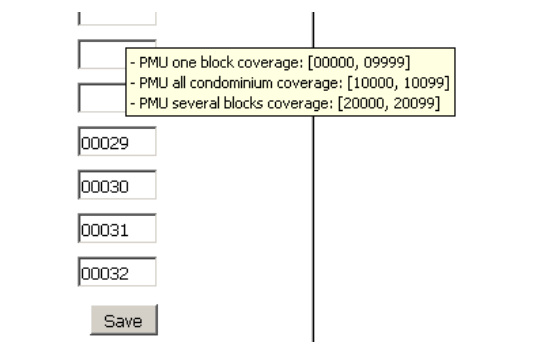 - PMU one block coverage: [00000, 09999]
- PMU all condominium coverage: [10000, 10099]
- PMU several blocks coverage: [20000, 20099]
00029
00030
00031
00032
Save